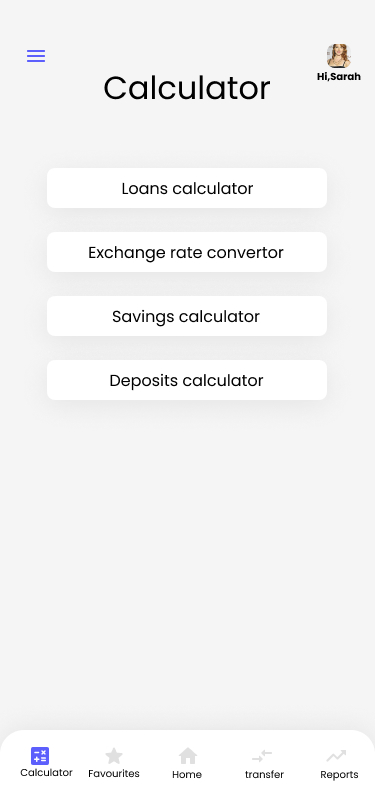 Hi,Sarah
Calculator
Loans calculator
Exchange rate convertor
Savings calculator
Deposits calculator
Calculator
Favourites
Home
transfer
Reports